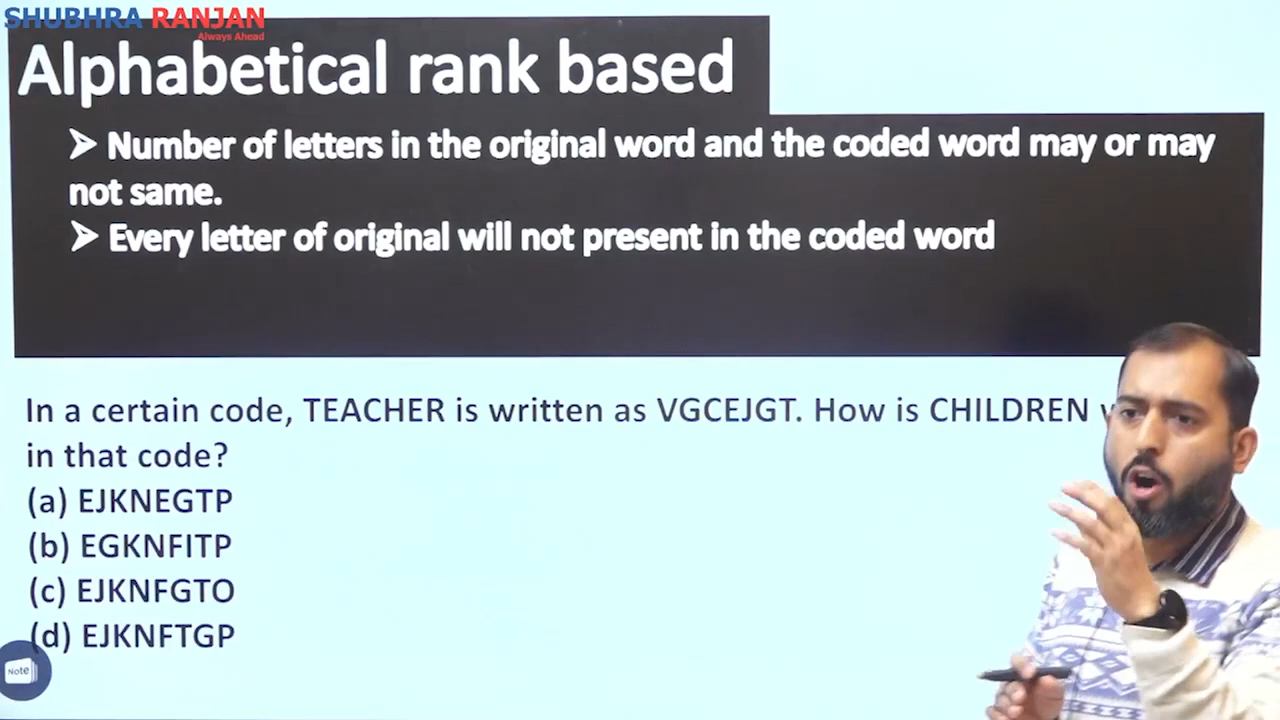 SHUBHRA RANJAN
Always Ahead
Alphabetical rank based
➢ Number of letters in the original word and the coded word may or may
not same.
➢ Every letter of original will not present in the coded word
In a certain code, TEACHER is written as VGCEJGT. How is CHILDREN
in that code?
(a) EJKNEGTP
(b) EGKNFITP
(c) EJKNFGTO
(d) EJKNFTGP
Note